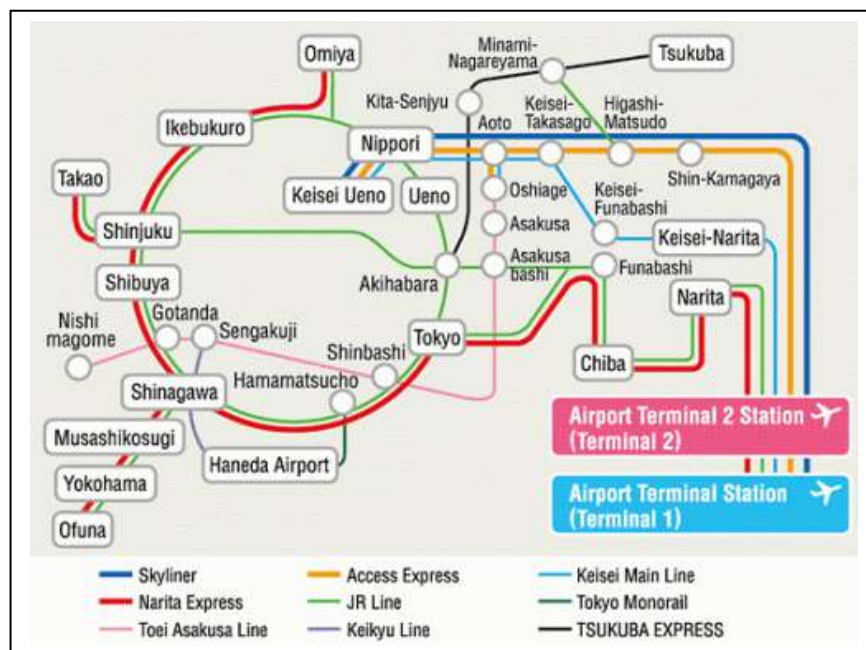 Omiya
Minami-
Nagareyama
Tsukuba
Kita-Senjyu
Ikebukuro
Nippori
Aoto
Keisei-
Takasago
Higashi-
Matsudo
Takao
Keisei Ueno
Ueno
Oshiage
Keisei-
Funabashi
Shin-Kamagaya
Shinjuku
Asakusa
Keisei-Narita
Shibuya
Akihabara
Asakusa
bashi
Funabashi
Narita
Nishi
magome
Gotanda
Sengakuji
Tokyo
Shinbashi
Chiba
Shinagawa
Hamamatsucho
Musashikosugi
Haneda Airport
Airport Terminal 2 Station
(Terminal 2)
Yokohama
Ofuna
Airport Terminal Station
(Terminal 1)
Skyliner
Access Express
Keisei Main Line
Narita Express
JR Line
Tokyo Monorail
Toei Asakusa Line
Keikyu Line
TSUKUBA EXPRESS